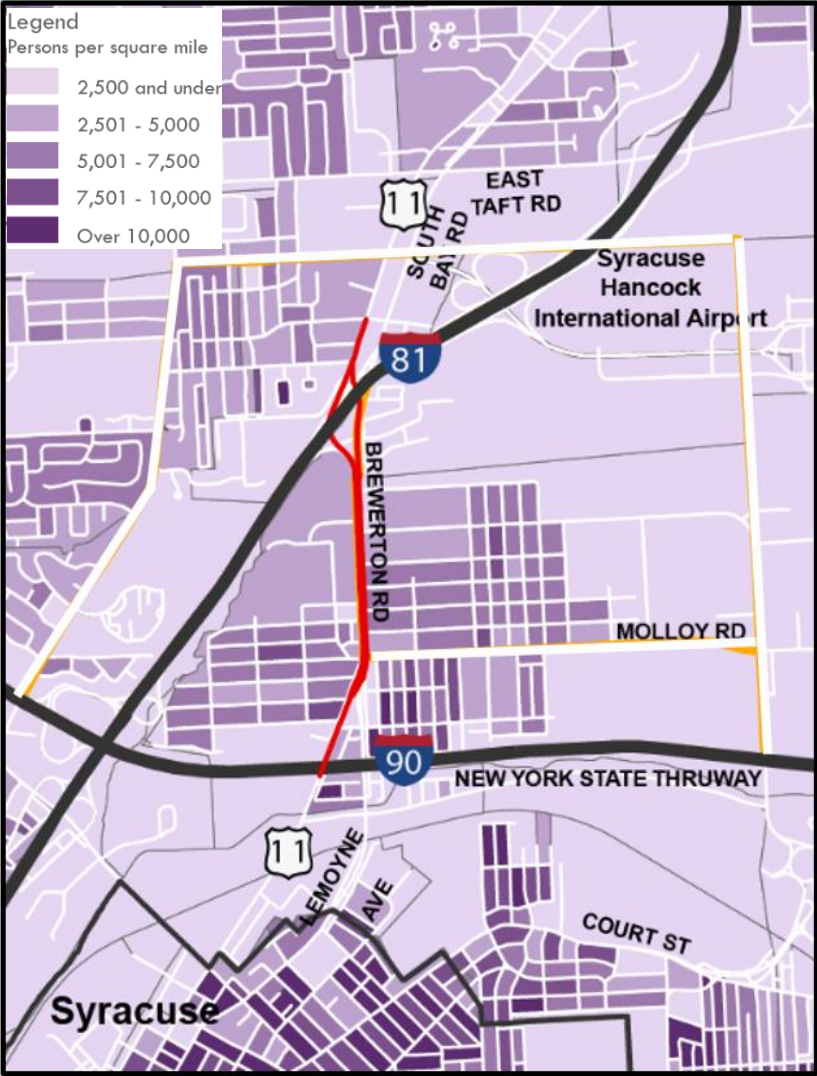 Legend
Persons per square mile
2,500 and under
2,501 - 5,000
5,001 - 7,500
7,501 - 10,000
Over 10,000
EAST
TAFT RD
11
SOUTH
BAY RD
Syracuse
Hancock
International Airport
81
BREWERTON RD
MOLLOY RD
90
NEW YORK STATE THRUWAY
11
LEMOYNE
AVE
COURT ST
Syracuse